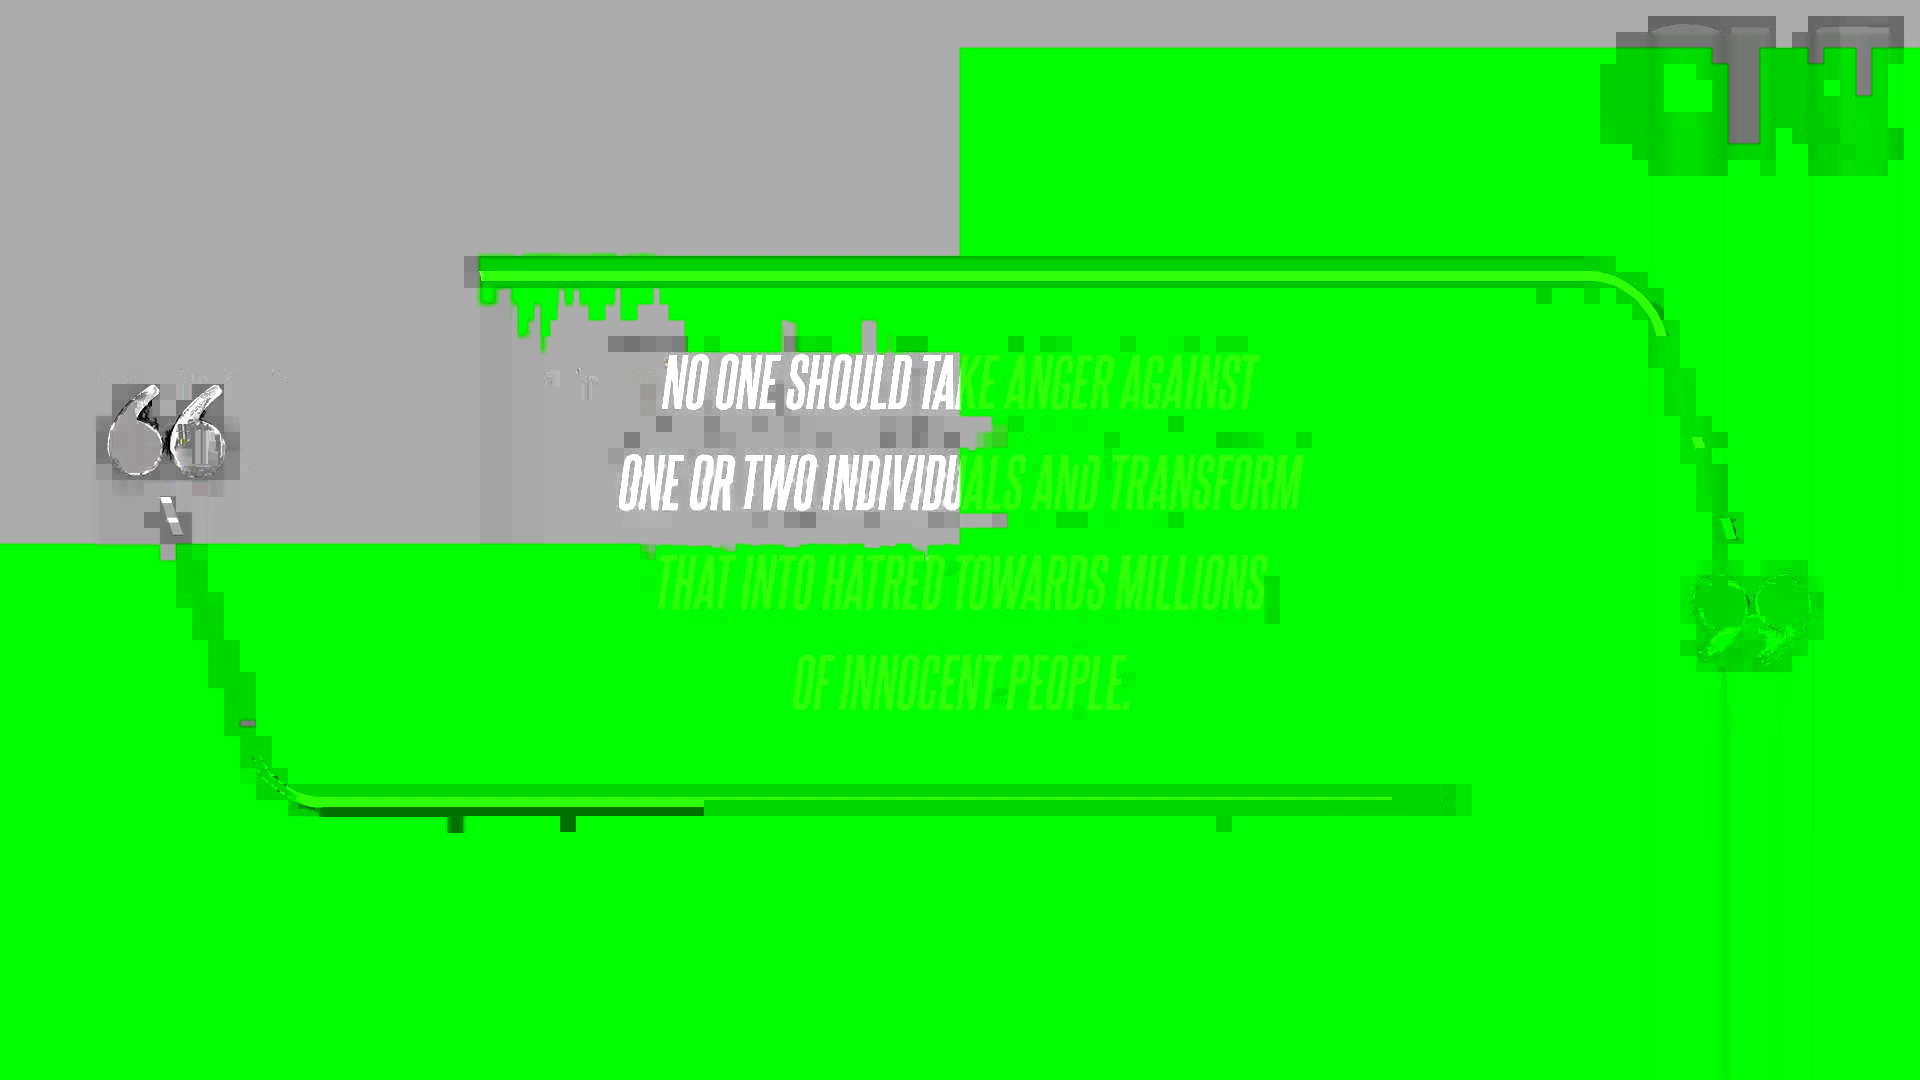 NO ONE SHOULD TAKE ANGER AGAINST
ONE OR TWO INDIVIDUALS AND TRANSFORM
THAT INTO HATRED TOWARDS MILLIONS
OF INNOCENT PEOPLE.